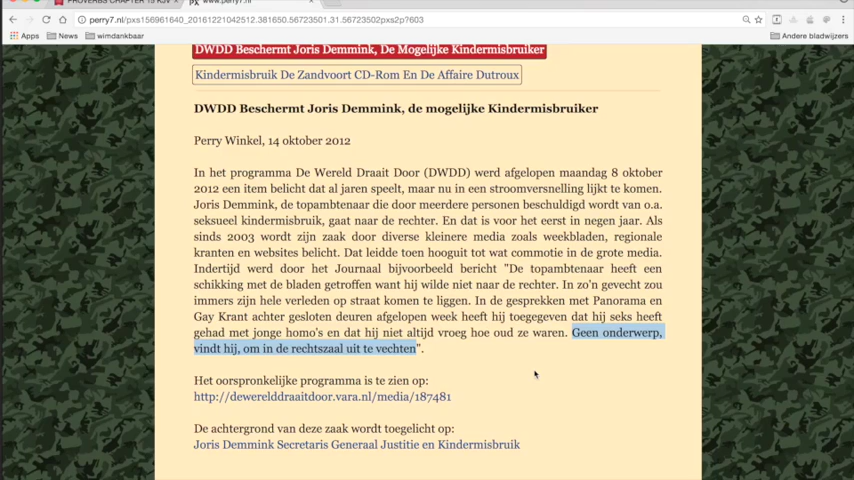 PROVERBS CHAPTER 15 KJV
www.perry7.nl
perry7.nl/pxs156961640_20161221042512.381650.56723501.31.56723502pxs2p?603
Apps News wimdankbaar Andere bladwijzers
DWDD Beschermt Joris Demmink, De Mogelijke Kindermisbruiker
Kindermisbruik De Zandvoort CD-Rom En De Affaire Dutroux
DWDD Beschermt Joris Demmink, de mogelijke Kindermisbruiker
Perry Winkel, 14 oktober 2012
In het programma De Wereld Draait Door (DWDD) werd afgelopen maandag 8 oktober
2012 een item belicht dat al jaren speelt, maar nu in een stroomversnelling lijkt te komen.
Joris Demmink, de topambtenaar die door meerdere personen beschuldigd wordt van o.a.
seksueel kindermisbruik, gaat naar de rechter. En dat is voor het eerst in negen jaar. Als
sinds 2003 wordt zijn zaak door diverse kleinere media zoals weekbladen, regionale
kranten en websites belicht. Dat leidde toen hooguit tot wat commotie in de grote media.
Indertijd werd door het Journaal bijvoorbeeld bericht "De topambtenaar heeft een
schikking met de bladen getroffen want hij wilde niet naar de rechter. In zo'n gevecht zou
immers zijn hele verleden op straat komen te liggen. In de gesprekken met Panorama en
Gay Krant achter gesloten deuren afgelopen week heeft hij toegegeven dat hij seks heeft
gehad met jonge homo's en dat hij niet altijd vroeg hoe oud ze waren. Geen onderwerp,
vindt hij, om in de rechtszaal uit te vechten".
Het oorspronkelijke programma is te zien op:
http://dewerelddraaitdoor.vara.nl/media/187481
De achtergrond van deze zaak wordt toegelicht op:
Joris Demmink Secretaris Generaal Justitie en Kindermisbruik